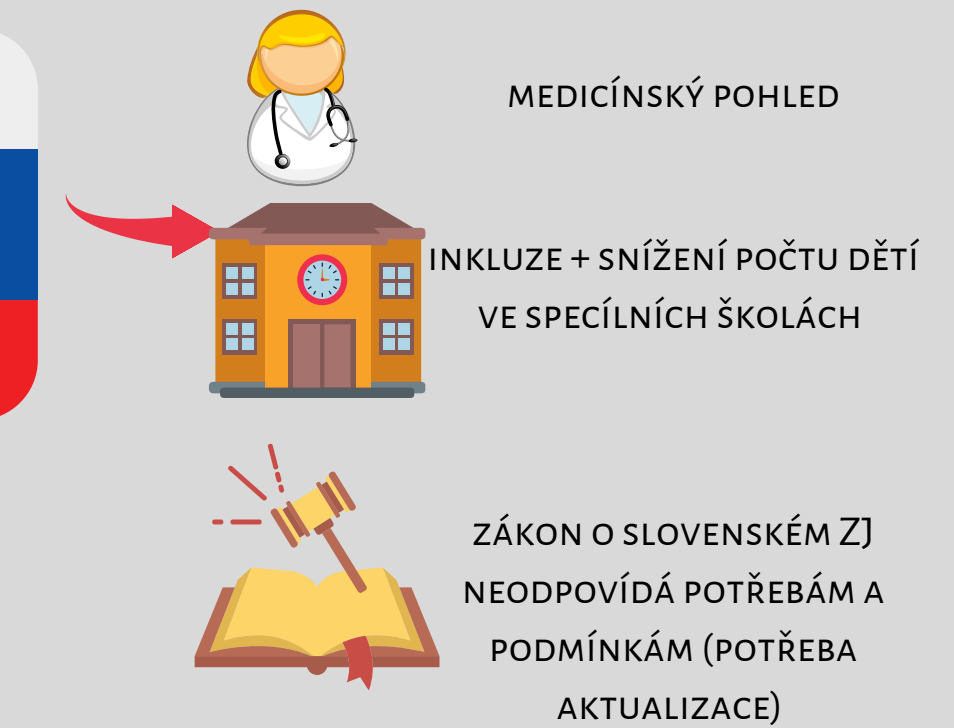 MEDICÍNSKÝ POHLED
INKLUZE + SNÍŽENÍ POČTU DĚTÍ
VE SPECÍLNÍCH ŠKOLÁCH
ZÁKON O SLOVENSKÉM ZJ
NEODPOVÍDÁ POTŘEBÁM A
PODMÍNKÁM (POTŘEBA
AKTUALIZACE)